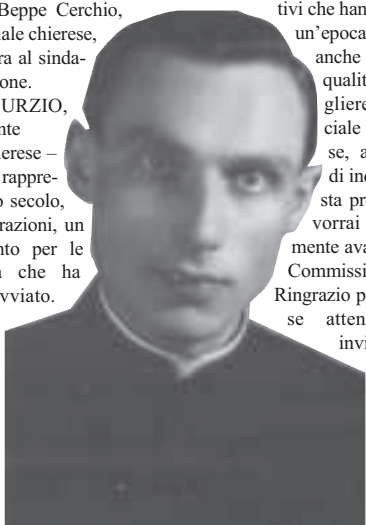 Beppe Cerchio,
ale chierese,
ra al sinda-
one.
URZIO,
nte
erese –
rappre-
o secolo,
razioni, un
nto per le
a che ha
vviato.
tivi che han
un'epoca
anche
qualit
gliere
ciale
se, a
di inc
sta pr
vorrai
mente ava
Commissi
Ringrazio p
se atten
invi